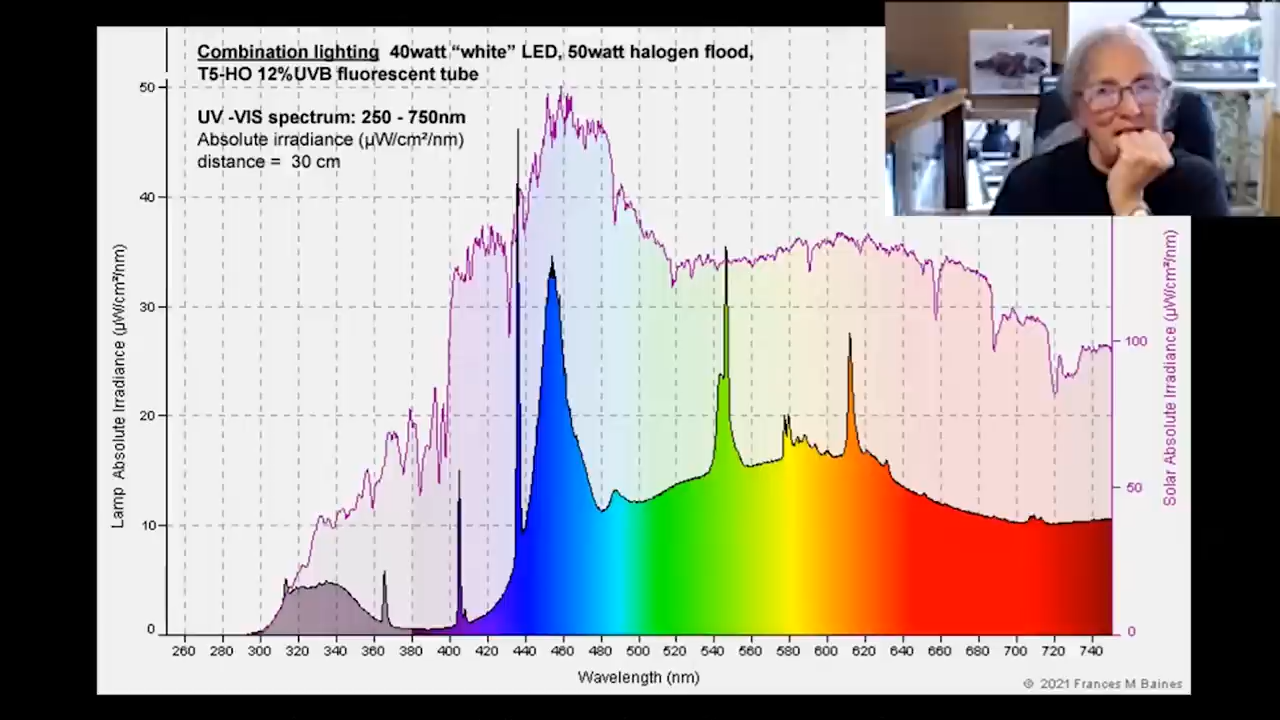 Combination lighting 40watt “white” LED, 50watt halogen flood,
T5-HO 12%UVB fluorescent tube
UV -VIS spectrum: 250 - 750nm
Absolute irradiance (µW/cm²/nm)
distance = 30 cm
50
40
30
20
10
0
Lamp Absolute Irradiance (µW/cm²/nm)
100
50
0
Solar Absolute Irradiance (µW/cm²/nm)
260 280 300 320 340 360 380 400 420 440 460 480 500 520 540 560 580 600 620 640 660 680 700 720 740
Wavelength (nm)
© 2021 Frances M Baines